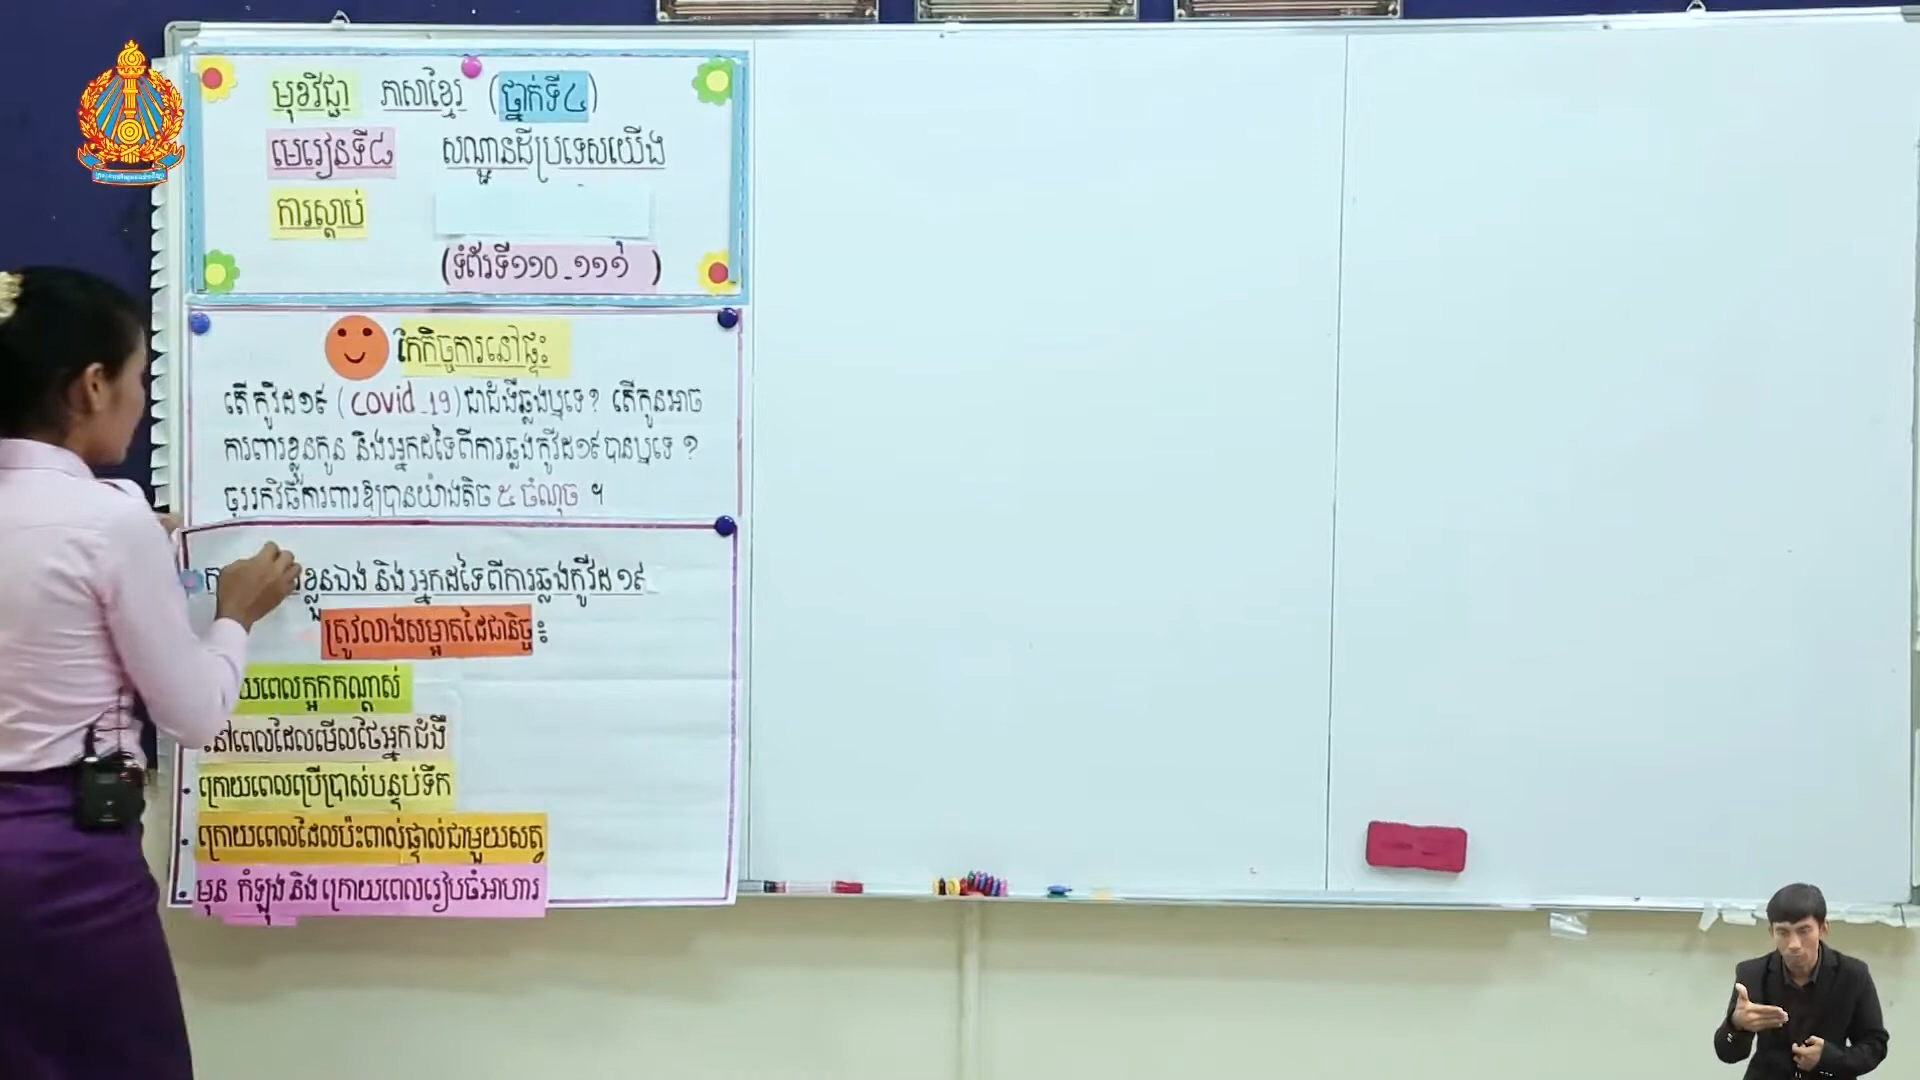 មុខវិជ្ជា ភាសាខ្មែរ (ថ្នាក់ទី៤)
មេរៀនទី៨ សណ្ឋានដីប្រទេសយើង
ការស្តាប់
(ទំព័រទី១១០-១១១)
កែកិច្ចការនៅផ្ទះ
តើកូវីដ១៩ (covid-19) ជាជំងឺឆ្លងឬទេ? តើកូនអាច
ការពារខ្លួនកូន និងអ្នកដទៃពីការឆ្លងកូវីដ១៩បានឬទេ ?
ចូររកវិធីការពារឱ្យបានយ៉ាងតិច ៥ ចំណុច ។
ខ្លួនឯង និងអ្នកដទៃពីការឆ្លងកូវីដ ១៩
ត្រូវលាងសម្អាតដៃជានិច្ច ៖
យពេលក្អកកណ្តាស់
នៅពេលដែលមើលថែអ្នកជំងឺ
ក្រោយពេលប្រើប្រាស់បន្ទប់ទឹក
ក្រោយពេលដែលប៉ះពាល់ផ្ទាល់ជាមួយសត្វ
មុន កំឡុង និង ក្រោយពេលរៀបចំអាហារ